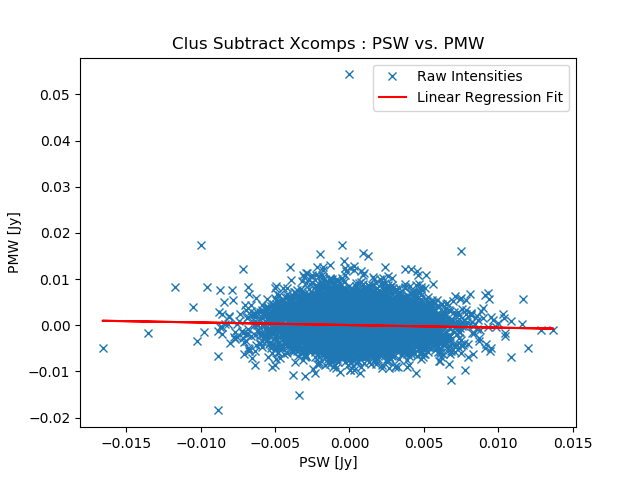 Clus Subtract Xcomps : PSW vs. PMW
Raw Intensities
Linear Regression Fit
PMW [Jy]
0.05
0.04
0.03
0.02
0.01
0.00
−0.01
−0.02
−0.015 −0.010 −0.005 0.000 0.005 0.010 0.015
PSW [Jy]